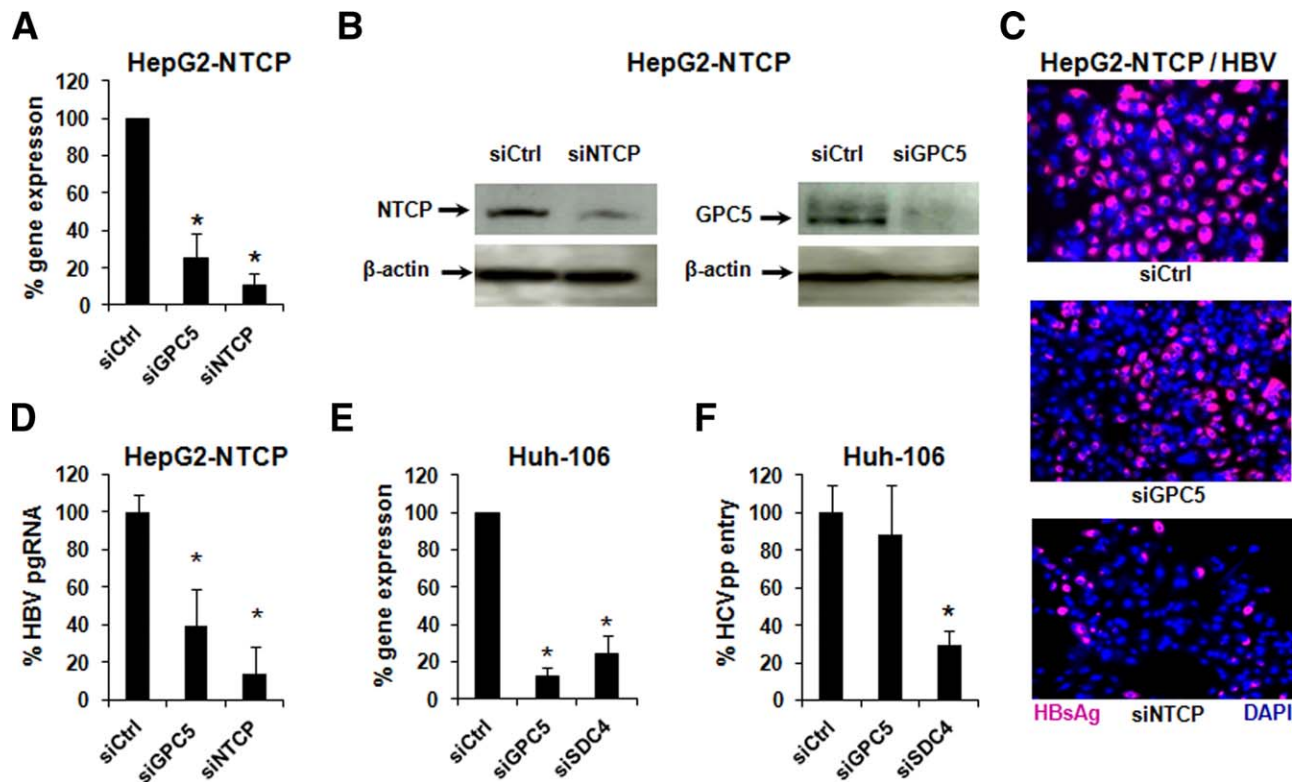 A
HepG2-NTCP
120
100
80
60
40
20
0
% gene expresson
siCtrl
siGPC5
siNTCP
*
*
B
HepG2-NTCP
siCtrl siNTCP
NTCP
β-actin
siCtrl siGPC5
GPC5
β-actin
C
HepG2-NTCP / HBV
siCtrl
siGPC5
HBsAg siNTCP DAPI
D
HepG2-NTCP
120
100
80
60
40
20
0
% HBV pgRNA
siCtrl
siGPC5
siNTCP
*
*
E
Huh-106
120
100
80
60
40
20
0
% gene expresson
siCtrl
siGPC5
siSDC4
*
*
F
Huh-106
120
100
80
60
40
20
0
% HCVpp entry
siCtrl
siGPC5
siSDC4
*